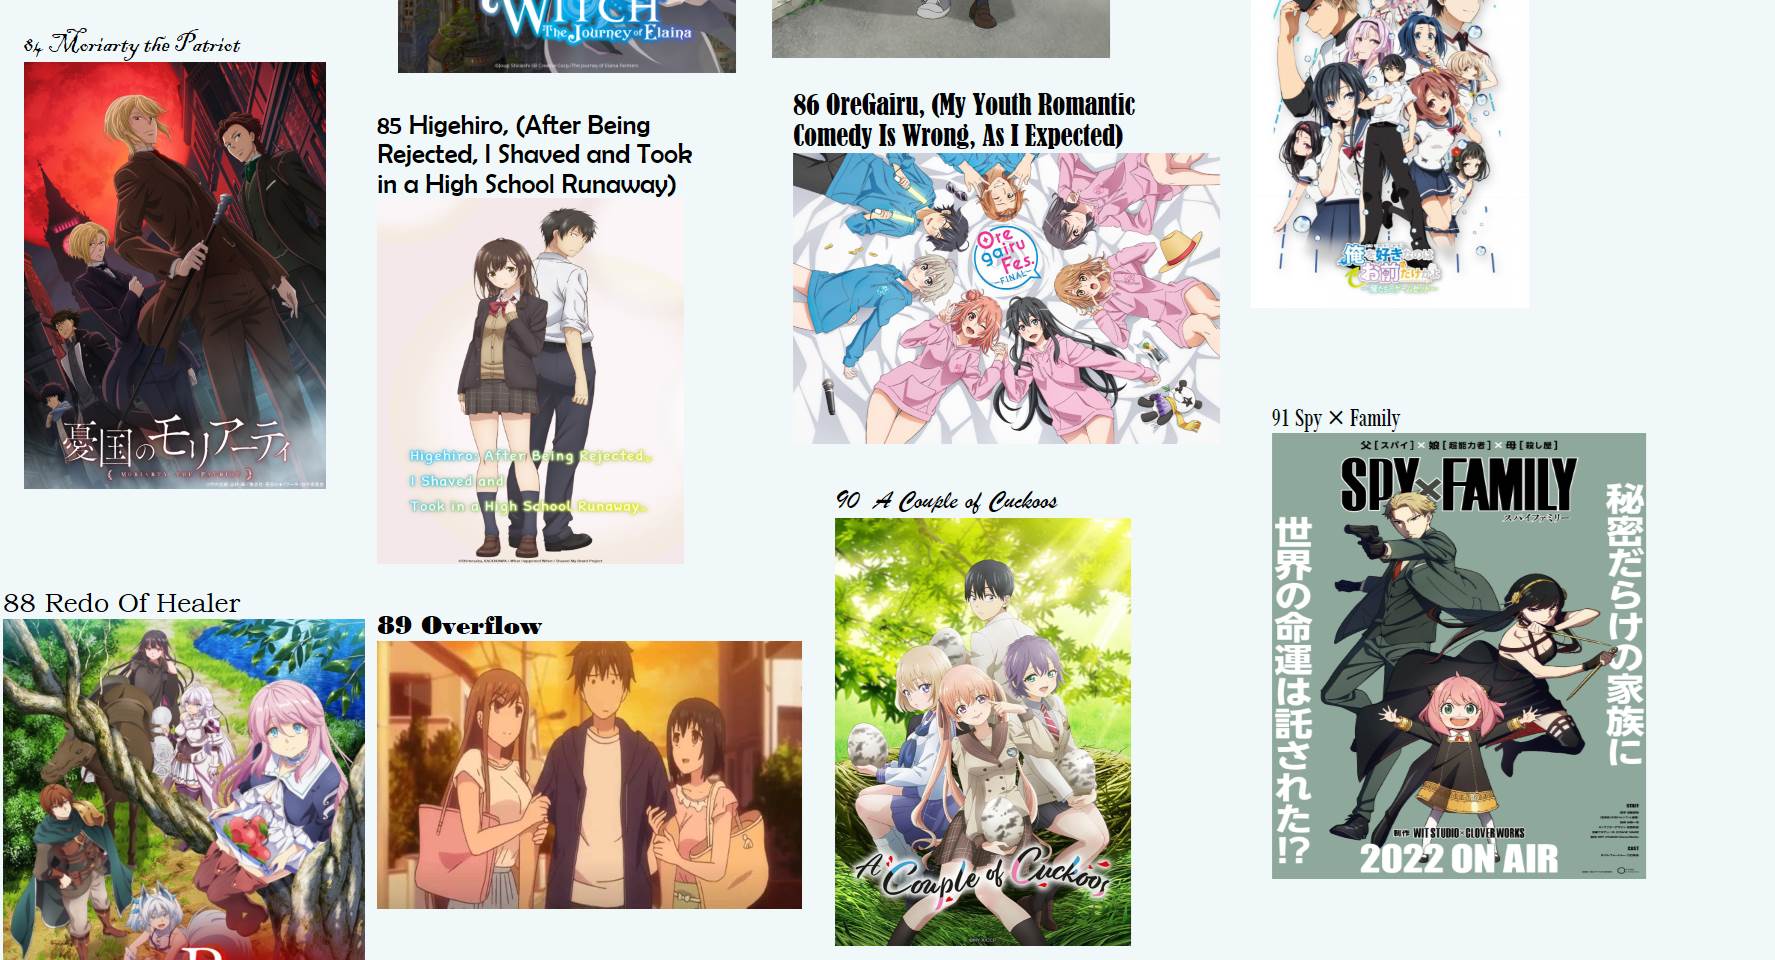 WITCH
The Journey of Elaina
84 Moriarty the Patriot
憂国のモリアーティ
MORIARTY THE PATRIOT
85 Higehiro, (After Being
Rejected, I Shaved and Took
in a High School Runaway)
Higehiro: After Being Rejected,
I Shaved and
Took in a High School Runaway.
86 OreGairu, (My Youth Romantic
Comedy Is Wrong, As I Expected)
Ore
gairu
Fes.
-FINAL-
俺を好きなのは
お前だけかよ
88 Redo Of Healer
R
89 Overflow
90 A Couple of Cuckoos
A Couple of Cuckoos
91 Spy × Family
父[スパイ]×娘[超能力者]×母[殺し屋]
SPY×FAMILY
スパイファミリー
秘密だらけの家族に
世界の命運は託された!?
STAFF
CAST
制作 WIT STUDIO×CLOVERWORKS
2022 ON AIR